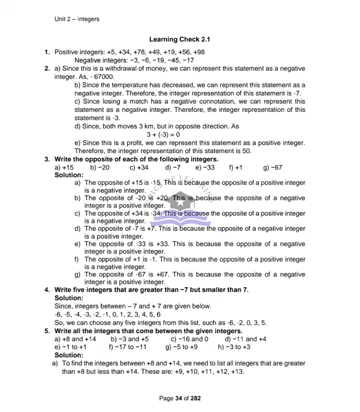 Unit 2 – Integers
Learning Check 2.1
1. Positive integers: +5, +34, +78, +49, +19, +56, +98
Negative integers: −3, −6, −19, −45, −17
2. a) Since this is a withdrawal of money, we can represent this statement as a negative
integer. As, - 67000.
b) Since the temperature has decreased, we can represent this statement as a
negative integer. Therefore, the integer representation of this statement is -7.
c) Since losing a match has a negative connotation, we can represent this
statement as a negative integer. Therefore, the integer representation of this
statement is -3.
d) Since, both moves 3 km, but in opposite direction. As
3 + (-3) = 0
e) Since this is a profit, we can represent this statement as a positive integer.
Therefore, the integer representation of this statement is 50.
3. Write the opposite of each of the following integers.
a) +15 b) −20 c) +34 d) −7 e) −33 f) +1 g) −67
Solution:
a) The opposite of +15 is -15. This is because the opposite of a positive integer
is a negative integer.
b) The opposite of -20 is +20. This is because the opposite of a negative
integer is a positive integer.
c) The opposite of +34 is -34. This is because the opposite of a positive integer
is a negative integer.
d) The opposite of -7 is +7. This is because the opposite of a negative integer
is a positive integer.
e) The opposite of -33 is +33. This is because the opposite of a negative
integer is a positive integer.
f) The opposite of +1 is -1. This is because the opposite of a positive integer
is a negative integer.
g) The opposite of -67 is +67. This is because the opposite of a negative
integer is a positive integer.
4. Write five integers that are greater than −7 but smaller than 7.
Solution:
Since, integers between – 7 and + 7 are given below.
-6, -5, -4, -3, -2, -1, 0, 1, 2, 3, 4, 5, 6
So, we can choose any five integers from this list, such as -6, -2, 0, 3, 5.
5. Write all the integers that come between the given integers.
a) +8 and +14 b) −3 and +5 c) −16 and 0 d) −11 and +4
e) −1 to +1 f) −17 to −11 g) −5 to +9 h) −3 to +3
Solution:
a) To find the integers between +8 and +14, we need to list all integers that are greater
than +8 but less than +14. These are: +9, +10, +11, +12, +13.
Page 34 of 282